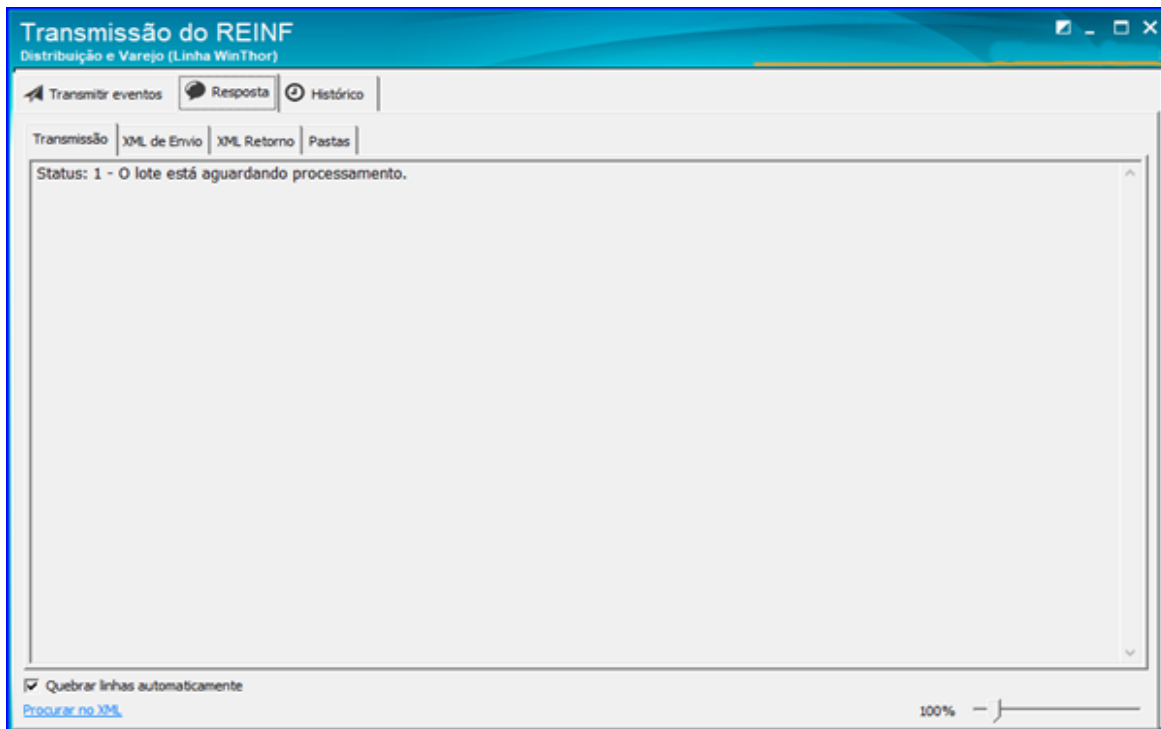 Transmissão do REINF
Distribuição e Varejo (Linha WinThor)
Transmitir eventos Resposta Histórico
Transmissão XML de Envio XML Retorno Pastas
Status: 1 - O lote está aguardando processamento.
Quebrar linhas automaticamente
Procurar no XML
100%